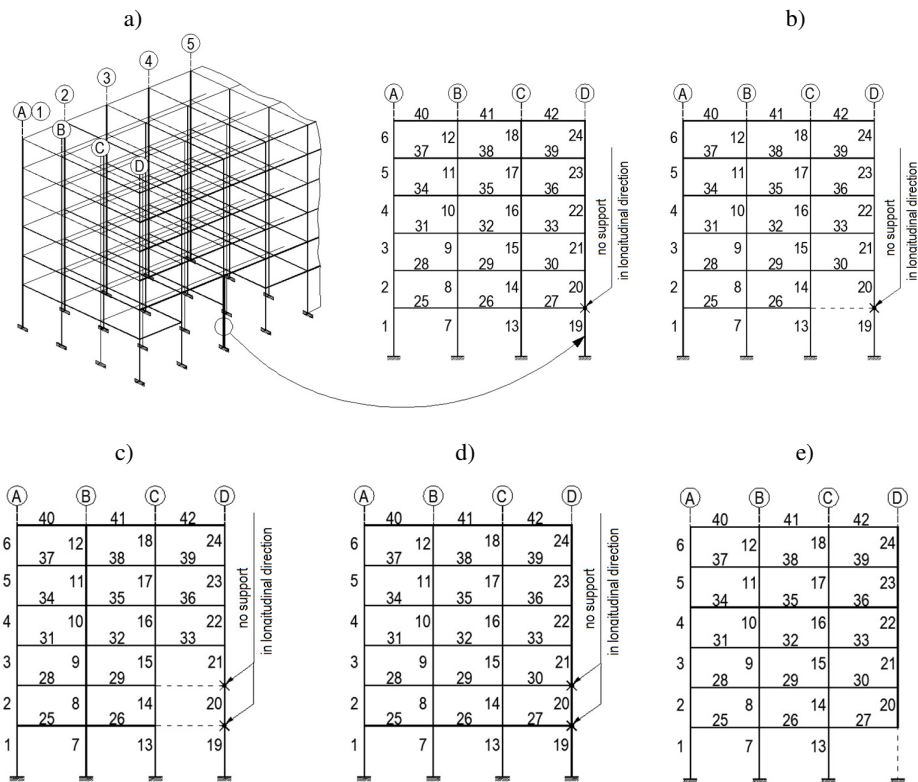 a)
b)
A 1 2 3 4 5
B
C
D
A B C D
40 41 42
6 12 18 24
37 38 39
5 11 17 23
34 35 36
4 10 16 22
31 32 33
3 9 15 21
28 29 30
2 8 14 20
25 26 27
1 7 13 19
no support
in longitudinal direction
A B C D
40 41 42
6 12 18 24
37 38 39
5 11 17 23
34 35 36
4 10 16 22
31 32 33
3 9 15 21
28 29 30
2 8 14 20
25 26
1 7 13 19
no support
in longitudinal direction
c)
d)
e)
A B C D
40 41 42
6 12 18 24
37 38 39
5 11 17 23
34 35 36
4 10 16 22
31 32 33
3 9 15 21
28 29
2 8 14 20
25 26
1 7 13 19
no support
in longitudinal direction
A B C D
40 41 42
6 12 18 24
37 38 39
5 11 17 23
34 35 36
4 10 16 22
31 32 33
3 9 15 21
28 29 30
2 8 14 20
25 26 27
1 7 13 19
no support
in longitudinal direction
A B C D
40 41 42
6 12 18 24
37 38 39
5 11 17 23
34 35 36
4 10 16 22
31 32 33
3 9 15 21
28 29 30
2 8 14 20
25 26 27
1 7 13